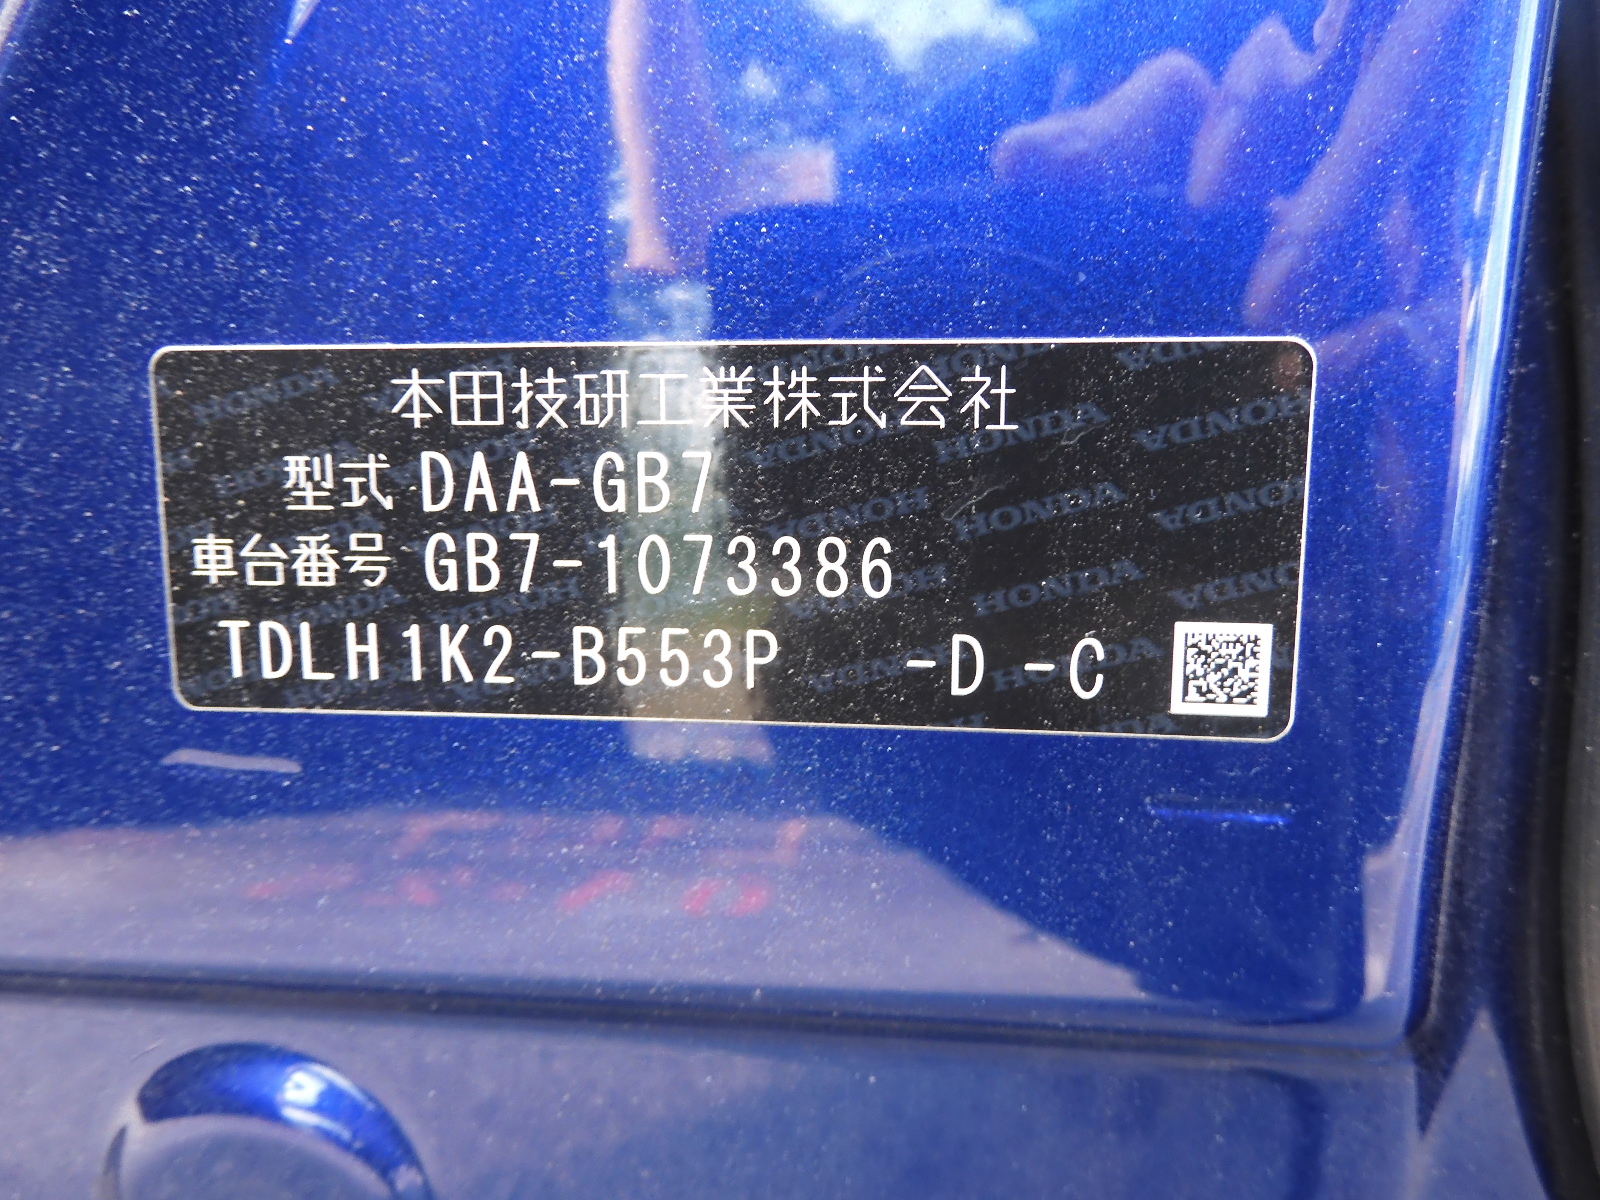 本田技研工業株式会社
型式 DAA-GB7
車台番号 GB7-1073386
TDLH1K2-B553P -D -C